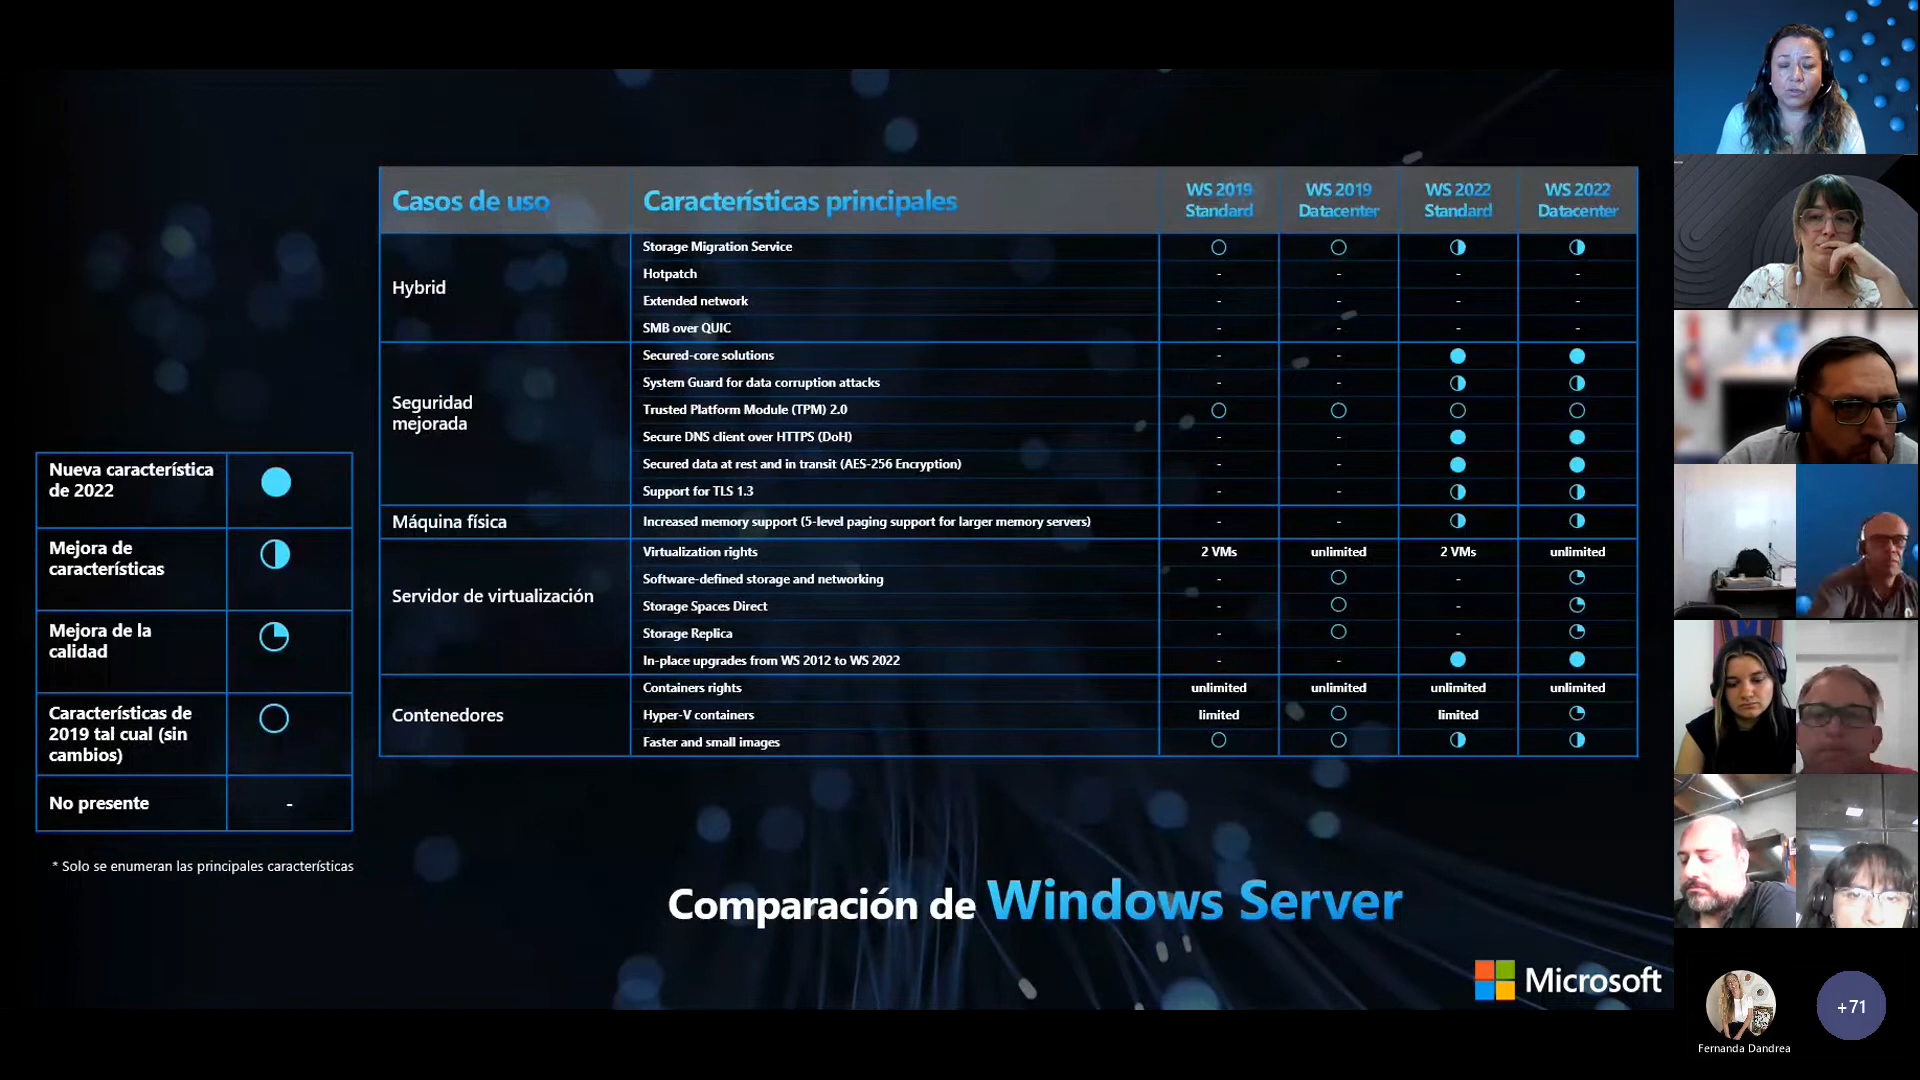 Casos de uso Características principales WS 2019 Standard WS 2019 Datacenter WS 2022 Standard WS 2022 Datacenter
Hybrid
Storage Migration Service
Hotpatch - - - -
Extended network - - - -
SMB over QUIC - - - -
Seguridad mejorada
Secured-core solutions - -
System Guard for data corruption attacks - -
Trusted Platform Module (TPM) 2.0
Secure DNS client over HTTPS (DoH) - -
Secured data at rest and in transit (AES-256 Encryption) - -
Support for TLS 1.3 - -
Máquina física
Increased memory support (5-level paging support for larger memory servers) - -
Servidor de virtualización
Virtualization rights 2 VMs unlimited 2 VMs unlimited
Software-defined storage and networking - -
Storage Spaces Direct - -
Storage Replica - -
In-place upgrades from WS 2012 to WS 2022 - -
Contenedores
Containers rights unlimited unlimited unlimited unlimited
Hyper-V containers limited limited
Faster and small images
Nueva característica
de 2022
Mejora de
características
Mejora de la
calidad
Características de
2019 tal cual (sin
cambios)
No presente -
* Solo se enumeran las principales características
Comparación de Windows Server
Microsoft
+71
Fernanda Dandrea